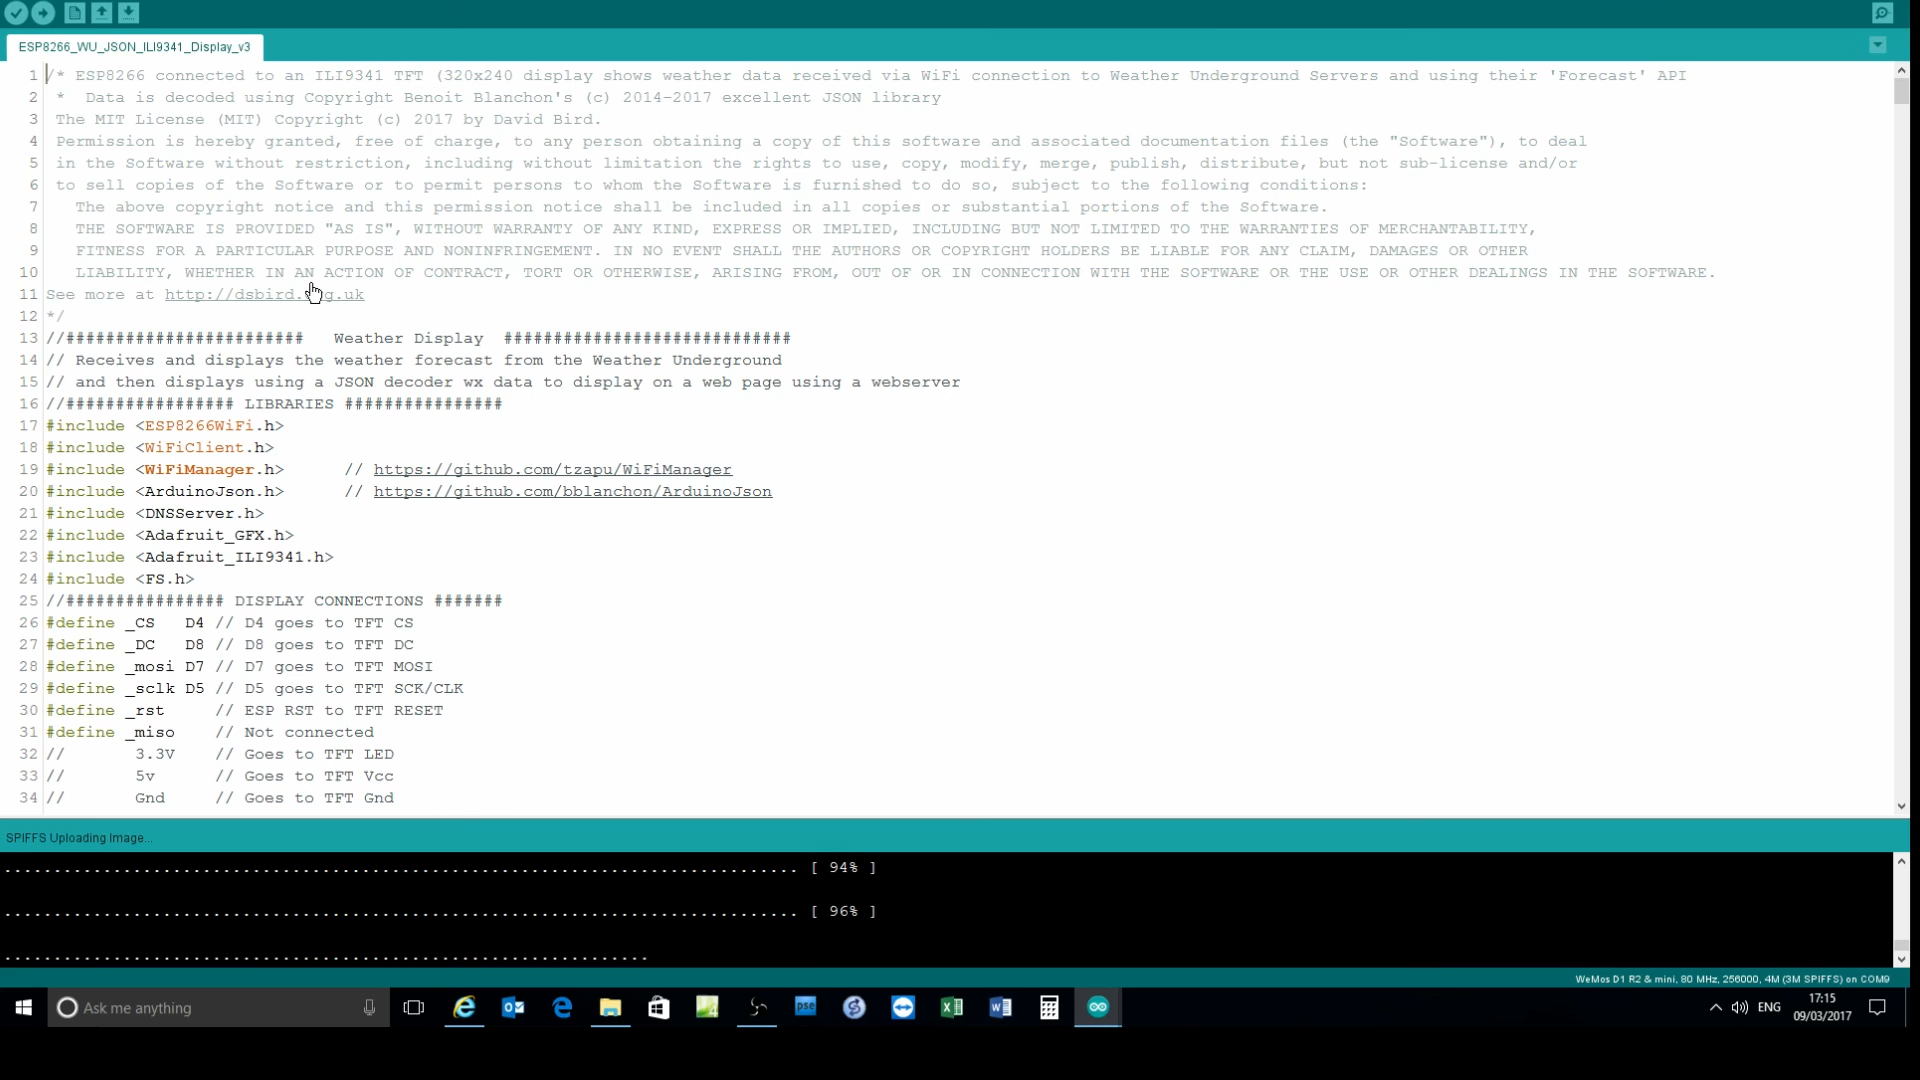 ESP8266_WU_JSON_ILI9341_Display_v3
1 /* ESP8266 connected to an ILI9341 TFT (320x240 display shows weather data received via WiFi connection to Weather Underground Servers and using their 'Forecast' API
2 * Data is decoded using Copyright Benoit Blanchon's (c) 2014-2017 excellent JSON library
3 The MIT License (MIT) Copyright (c) 2017 by David Bird.
4 Permission is hereby granted, free of charge, to any person obtaining a copy of this software and associated documentation files (the "Software"), to deal
5 in the Software without restriction, including without limitation the rights to use, copy, modify, merge, publish, distribute, but not sub-license and/or
6 to sell copies of the Software or to permit persons to whom the Software is furnished to do so, subject to the following conditions:
7 The above copyright notice and this permission notice shall be included in all copies or substantial portions of the Software.
8 THE SOFTWARE IS PROVIDED "AS IS", WITHOUT WARRANTY OF ANY KIND, EXPRESS OR IMPLIED, INCLUDING BUT NOT LIMITED TO THE WARRANTIES OF MERCHANTABILITY,
9 FITNESS FOR A PARTICULAR PURPOSE AND NONINFRINGEMENT. IN NO EVENT SHALL THE AUTHORS OR COPYRIGHT HOLDERS BE LIABLE FOR ANY CLAIM, DAMAGES OR OTHER
10 LIABILITY, WHETHER IN AN ACTION OF CONTRACT, TORT OR OTHERWISE, ARISING FROM, OUT OF OR IN CONNECTION WITH THE SOFTWARE OR THE USE OR OTHER DEALINGS IN THE SOFTWARE.
11 See more at
12 */
13 //######################## Weather Display #############################
14 // Receives and displays the weather forecast from the Weather Underground
15 // and then displays using a JSON decoder wx data to display on a web page using a webserver
16 //################# LIBRARIES ################
17 #include <ESP8266WiFi.h>
18 #include <WiFiClient.h>
19 #include <WiFiManager.h> // https://github.com/tzapu/WiFiManager
20 #include <ArduinoJson.h> // https://github.com/bblanchon/ArduinoJson
21 #include <DNSServer.h>
22 #include <Adafruit_GFX.h>
23 #include <Adafruit_ILI9341.h>
24 #include <FS.h>
25 //################ DISPLAY CONNECTIONS #######
26 #define _CS D4 // D4 goes to TFT CS
27 #define _DC D8 // D8 goes to TFT DC
28 #define _mosi D7 // D7 goes to TFT MOSI
29 #define _sclk D5 // D5 goes to TFT SCK/CLK
30 #define _rst // ESP RST to TFT RESET
31 #define _miso // Not connected
32 // 3.3V // Goes to TFT LED
33 // 5v // Goes to TFT Vcc
34 // Gnd // Goes to TFT Gnd
SPIFFS Uploading Image...
................................................................................ [ 94% ]
................................................................................ [ 96% ]
.................................................................
WeMos D1 R2 & mini, 80 MHz, 256000, 4M (3M SPIFFS) on COM9
Ask me anything
pse
ENG
17:15
09/03/2017